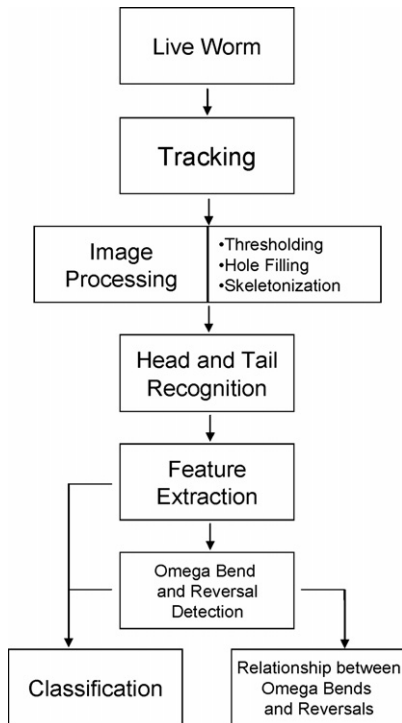 Live Worm
Tracking
Image
Processing
•Thresholding
•Hole Filling
•Skeletonization
Head and Tail
Recognition
Feature
Extraction
Omega Bend
and Reversal
Detection
Classification
Relationship between
Omega Bends
and Reversals